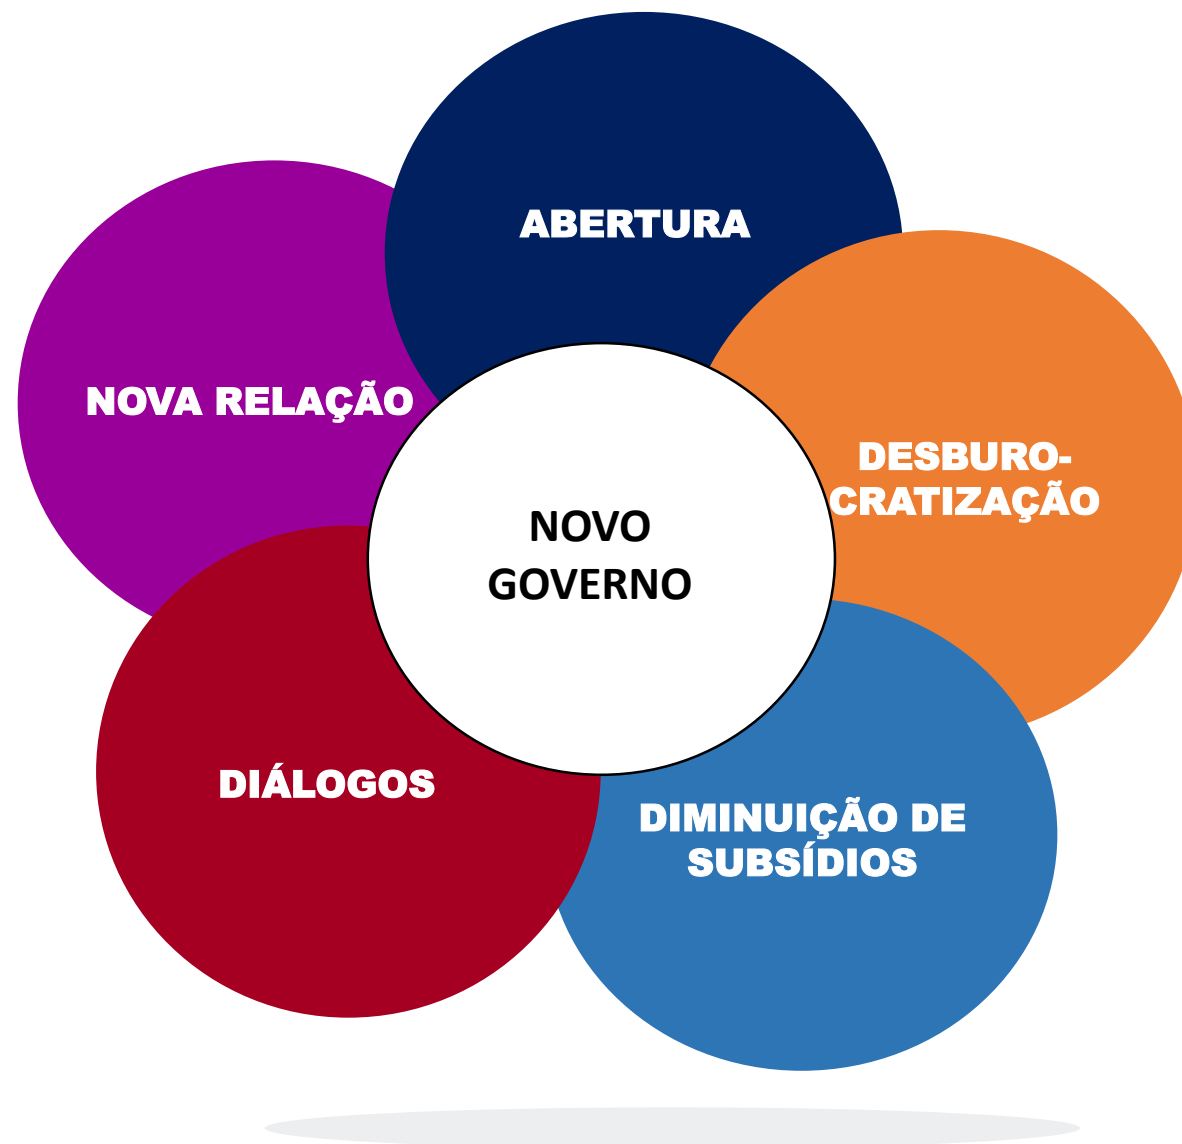 ABERTURA
NOVA RELAÇÃO
DESBURO-
CRATIZAÇÃO
NOVO
GOVERNO
DIÁLOGOS
DIMINUIÇÃO DE
SUBSÍDIOS